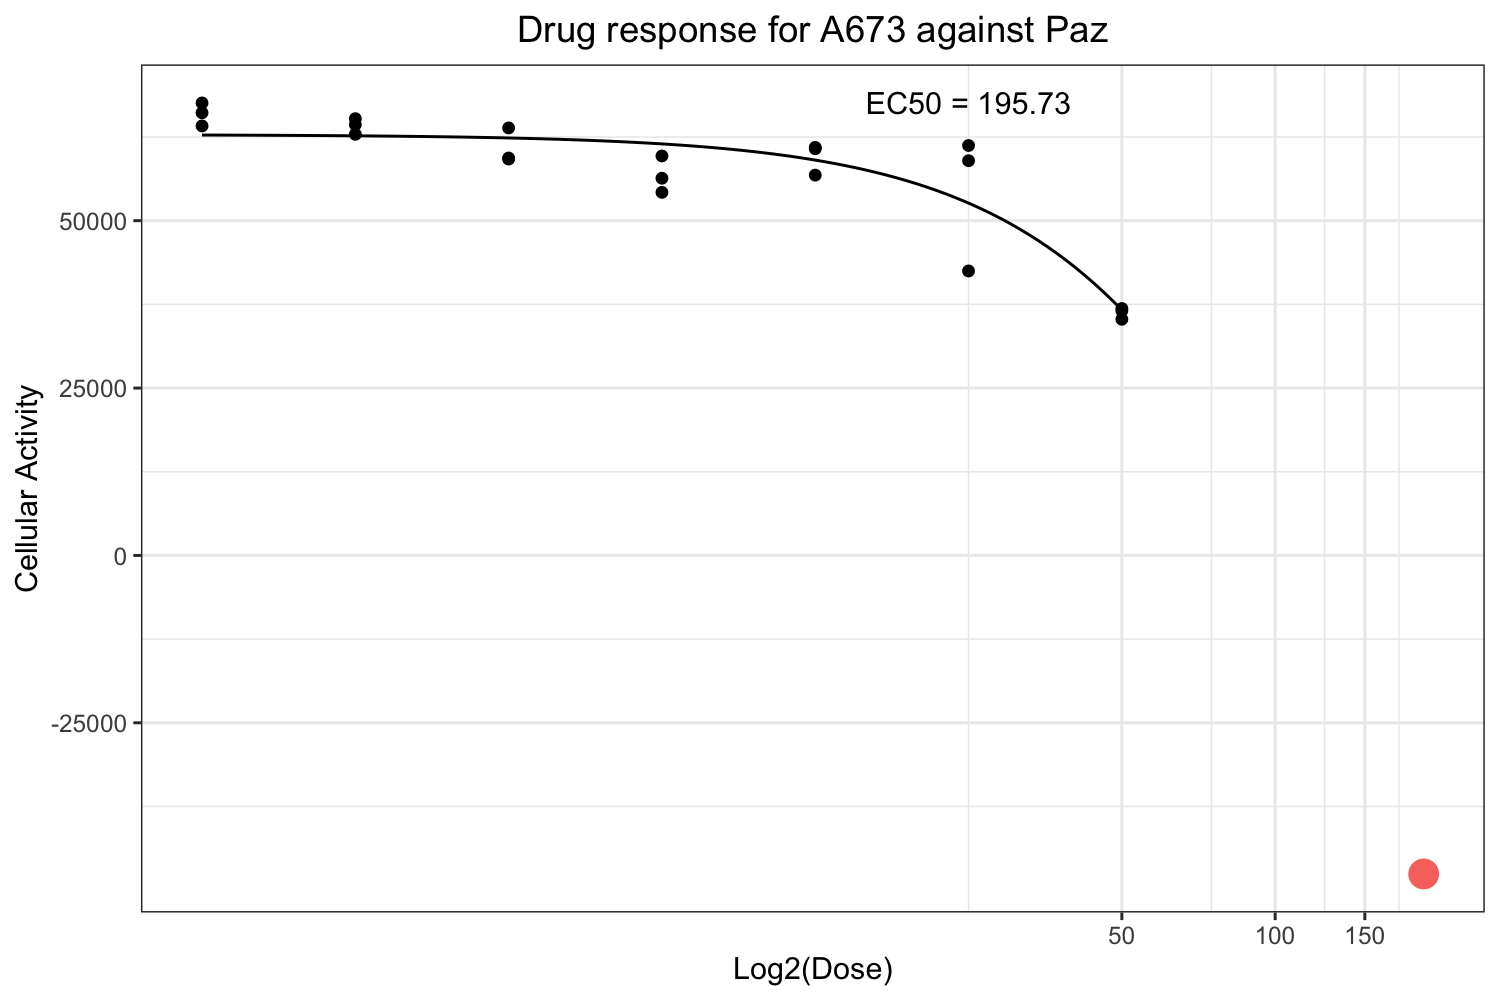 Drug response for A673 against Paz
EC50 = 195.73
Cellular Activity
50000
25000
0
-25000
50
100
150
Log2(Dose)